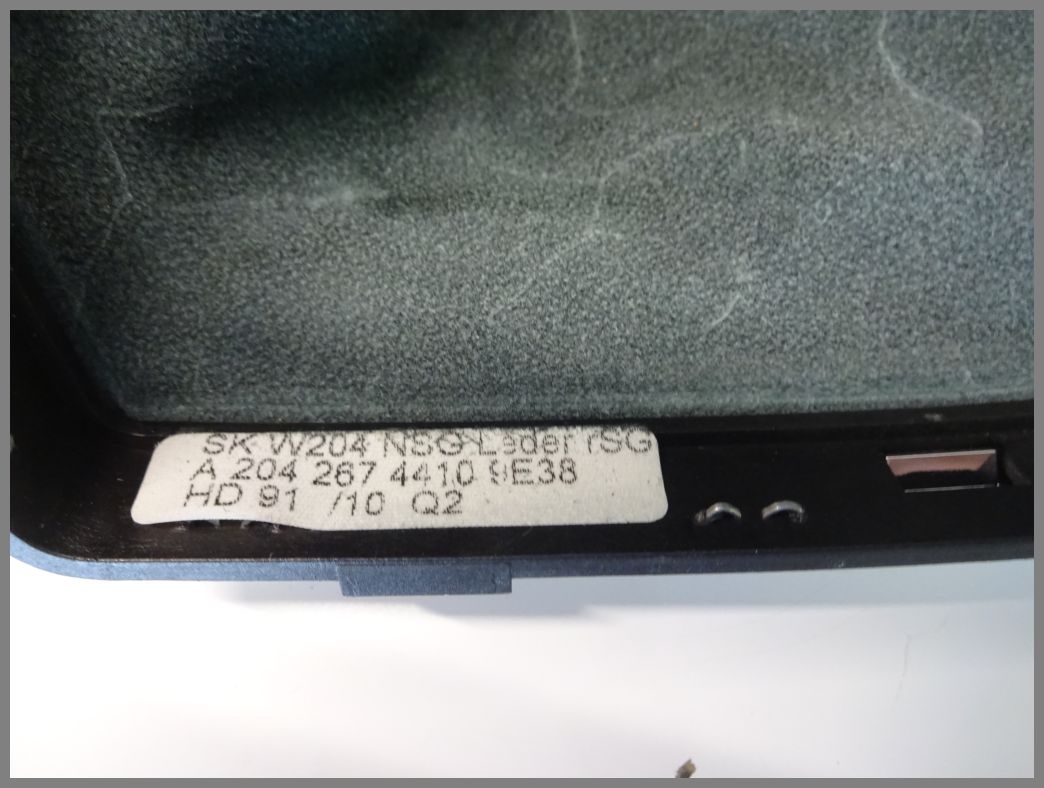 SK W204 NSG Leder rSG
A 204 267 4410 9E38
HD 91 /10 Q2